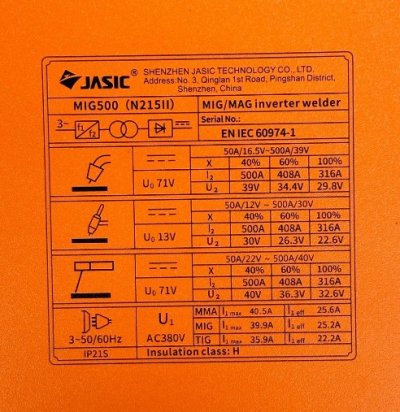 JASIC
SHENZHEN JASIC TECHNOLOGY CO., LTD.
Address: No. 3, Qinglan 1st Road, Pingshan District,
Shenzhen, China
MIG500 (N215II)
MIG/MAG inverter welder
3~ f1 f2
Serial No.:
EN IEC 60974-1
50A/16.5V~500A/39V
X 40% 60% 100%
I2 500A 408A 316A
U0 71V
U2 39V 34.4V 29.8V
50A/12V ~ 500A/30V
X 40% 60% 100%
I2 500A 408A 316A
U0 13V
U2 30V 26.3V 22.6V
50A/22V ~ 500A/40V
X 40% 60% 100%
I2 500A 408A 316A
U0 71V
U2 40V 36.3V 32.6V
3~50/60Hz
U1
AC380V
MMA I1 max 40.5A I1 eff 25.6A
MIG I1 max 39.9A I1 eff 25.2A
TIG I1 max 35.9A I1 eff 22.2A
IP21S
Insulation class: H